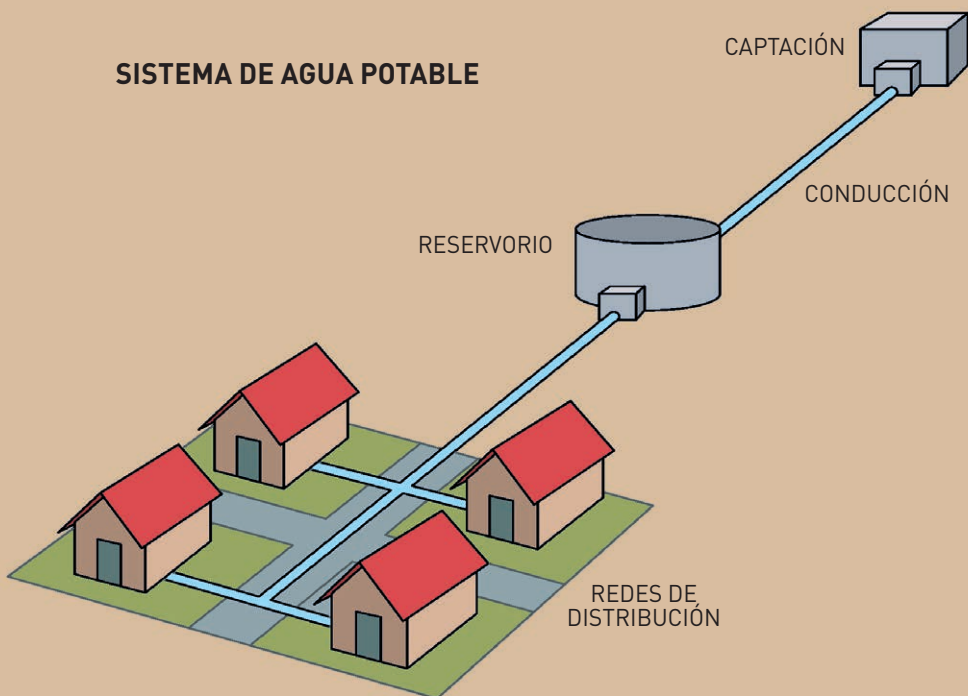 CAPTACIÓN
SISTEMA DE AGUA POTABLE
CONDUCCIÓN
RESERVORIO
REDES DE
DISTRIBUCIÓN